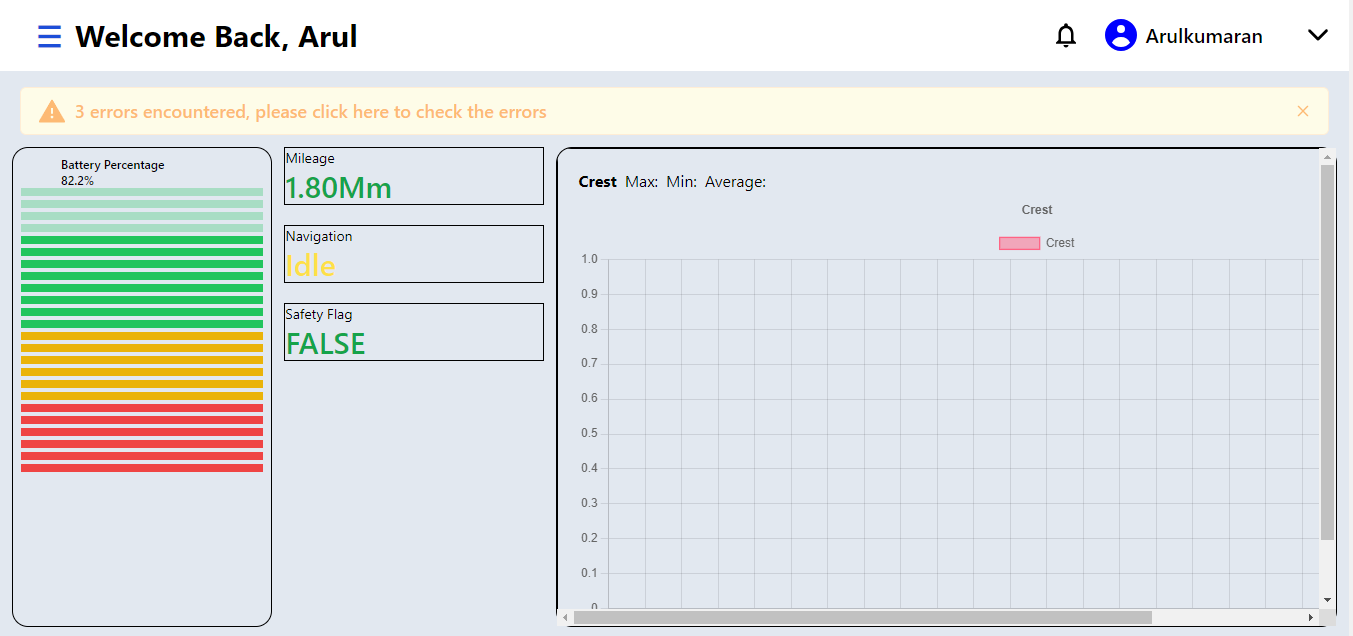 Welcome Back, Arul
Arulkumaran
3 errors encountered, please click here to check the errors
Battery Percentage
82.2%
Mileage
1.80Mm
Navigation
Idle
Safety Flag
FALSE
Crest Max: Min: Average:
Crest
Crest
1.0
0.9
0.8
0.7
0.6
0.5
0.4
0.3
0.2
0.1
0